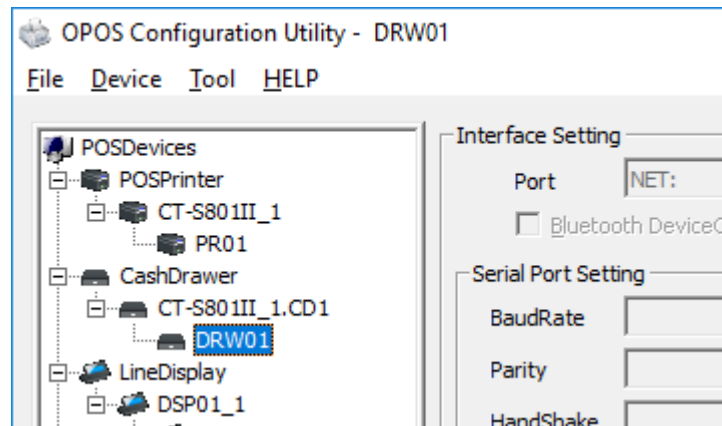 OPOS Configuration Utility - DRW01
File Device Tool HELP
POSDevices
POSPrinter
CT-S801II_1
PR01
CashDrawer
CT-S801II_1.CD1
DRW01
LineDisplay
DSP01_1
Interface Setting
Port NET:
Bluetooth Device
Serial Port Setting
BaudRate
Parity
HandShake